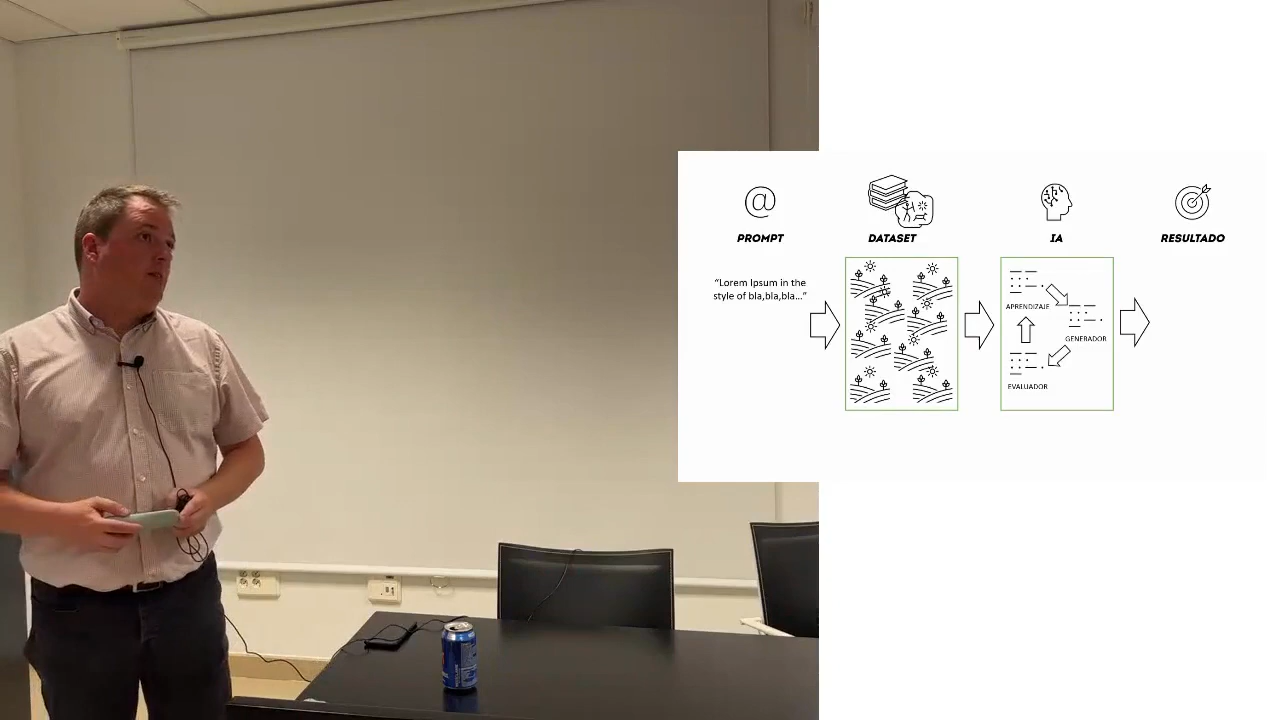 @
PROMPT
DATASET
IA
RESULTADO
“Lorem Ipsum in the
style of bla,bla,bla...”
APRENDIZAJE
GENERADOR
EVALUADOR